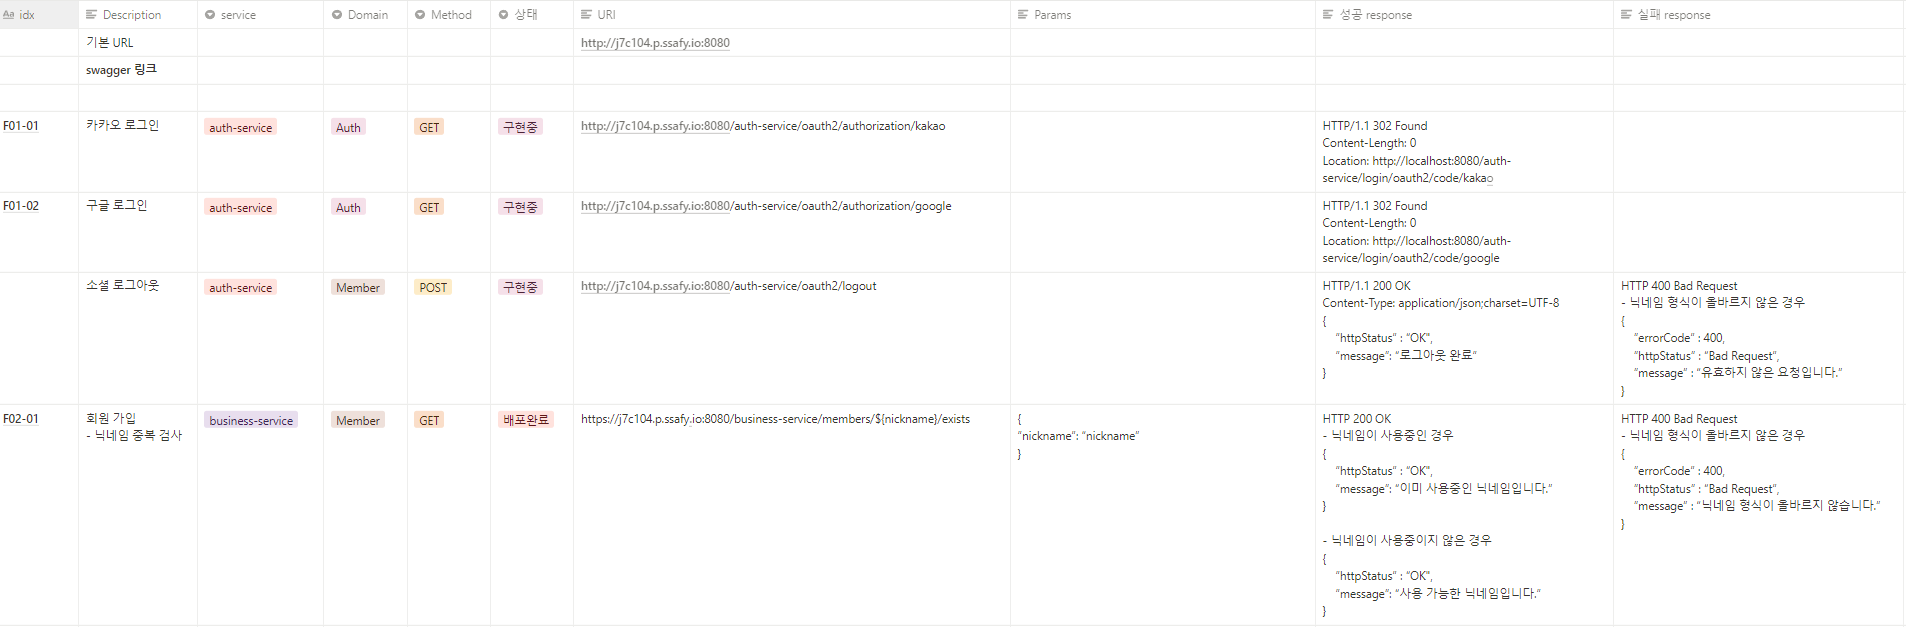 Aa idx
Description
service
Domain
Method
상태
URI
Params
성공 response
실패 response
기본 URL
http://j7c104.p.ssafy.io:8080
swagger 링크
F01-01
카카오 로그인
auth-service
Auth
GET
구현중
http://j7c104.p.ssafy.io:8080/auth-service/oauth2/authorization/kakao
HTTP/1.1 302 Found
Content-Length: 0
Location: http://localhost:8080/auth-
service/login/oauth2/code/kakao
F01-02
구글 로그인
auth-service
Auth
GET
구현중
http://j7c104.p.ssafy.io:8080/auth-service/oauth2/authorization/google
HTTP/1.1 302 Found
Content-Length: 0
Location: http://localhost:8080/auth-
service/login/oauth2/code/google
소셜 로그아웃
auth-service
Member
POST
구현중
http://j7c104.p.ssafy.io:8080/auth-service/oauth2/logout
HTTP/1.1 200 OK
Content-Type: application/json;charset=UTF-8
{
"httpStatus" : "OK",
"message": "로그아웃 완료"
}
HTTP 400 Bad Request
- 닉네임 형식이 올바르지 않은 경우
{
"errorCode" : 400,
"httpStatus" : "Bad Request",
"message" : "유효하지 않은 요청입니다."
}
F02-01
회원 가입
- 닉네임 중복 검사
business-service
Member
GET
배포완료
https://j7c104.p.ssafy.io:8080/business-service/members/${nickname}/exists
{
"nickname": "nickname"
}
HTTP 200 OK
- 닉네임이 사용중인 경우
{
"httpStatus" : "OK",
"message": "이미 사용중인 닉네임입니다."
}
- 닉네임이 사용중이지 않은 경우
{
"httpStatus" : "OK",
"message": "사용 가능한 닉네임입니다."
}
HTTP 400 Bad Request
- 닉네임 형식이 올바르지 않은 경우
{
"errorCode" : 400,
"httpStatus" : "Bad Request",
"message" : "닉네임 형식이 올바르지 않습니다."
}